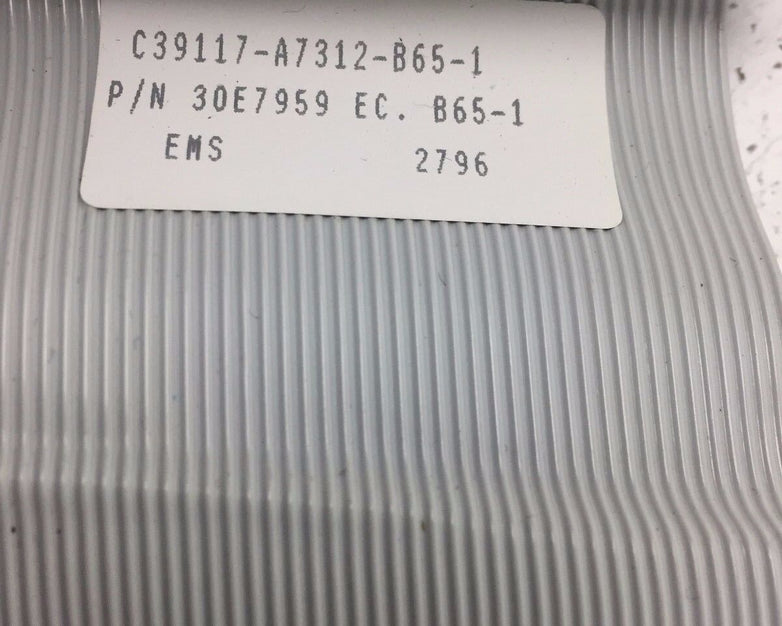 C39117-A7312-B65-1
P/N 30E7959 EC. B65-1
EMS 2796